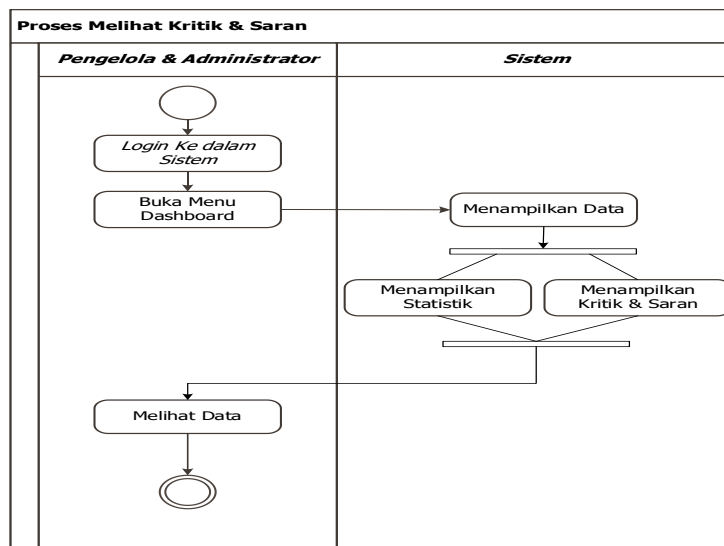 Proses Melihat Kritik & Saran
Pengelola & Administrator
Sistem
Login Ke dalam
Sistem
Buka Menu
Dashboard
Menampilkan Data
Menampilkan
Statistik
Menampilkan
Kritik & Saran
Melihat Data